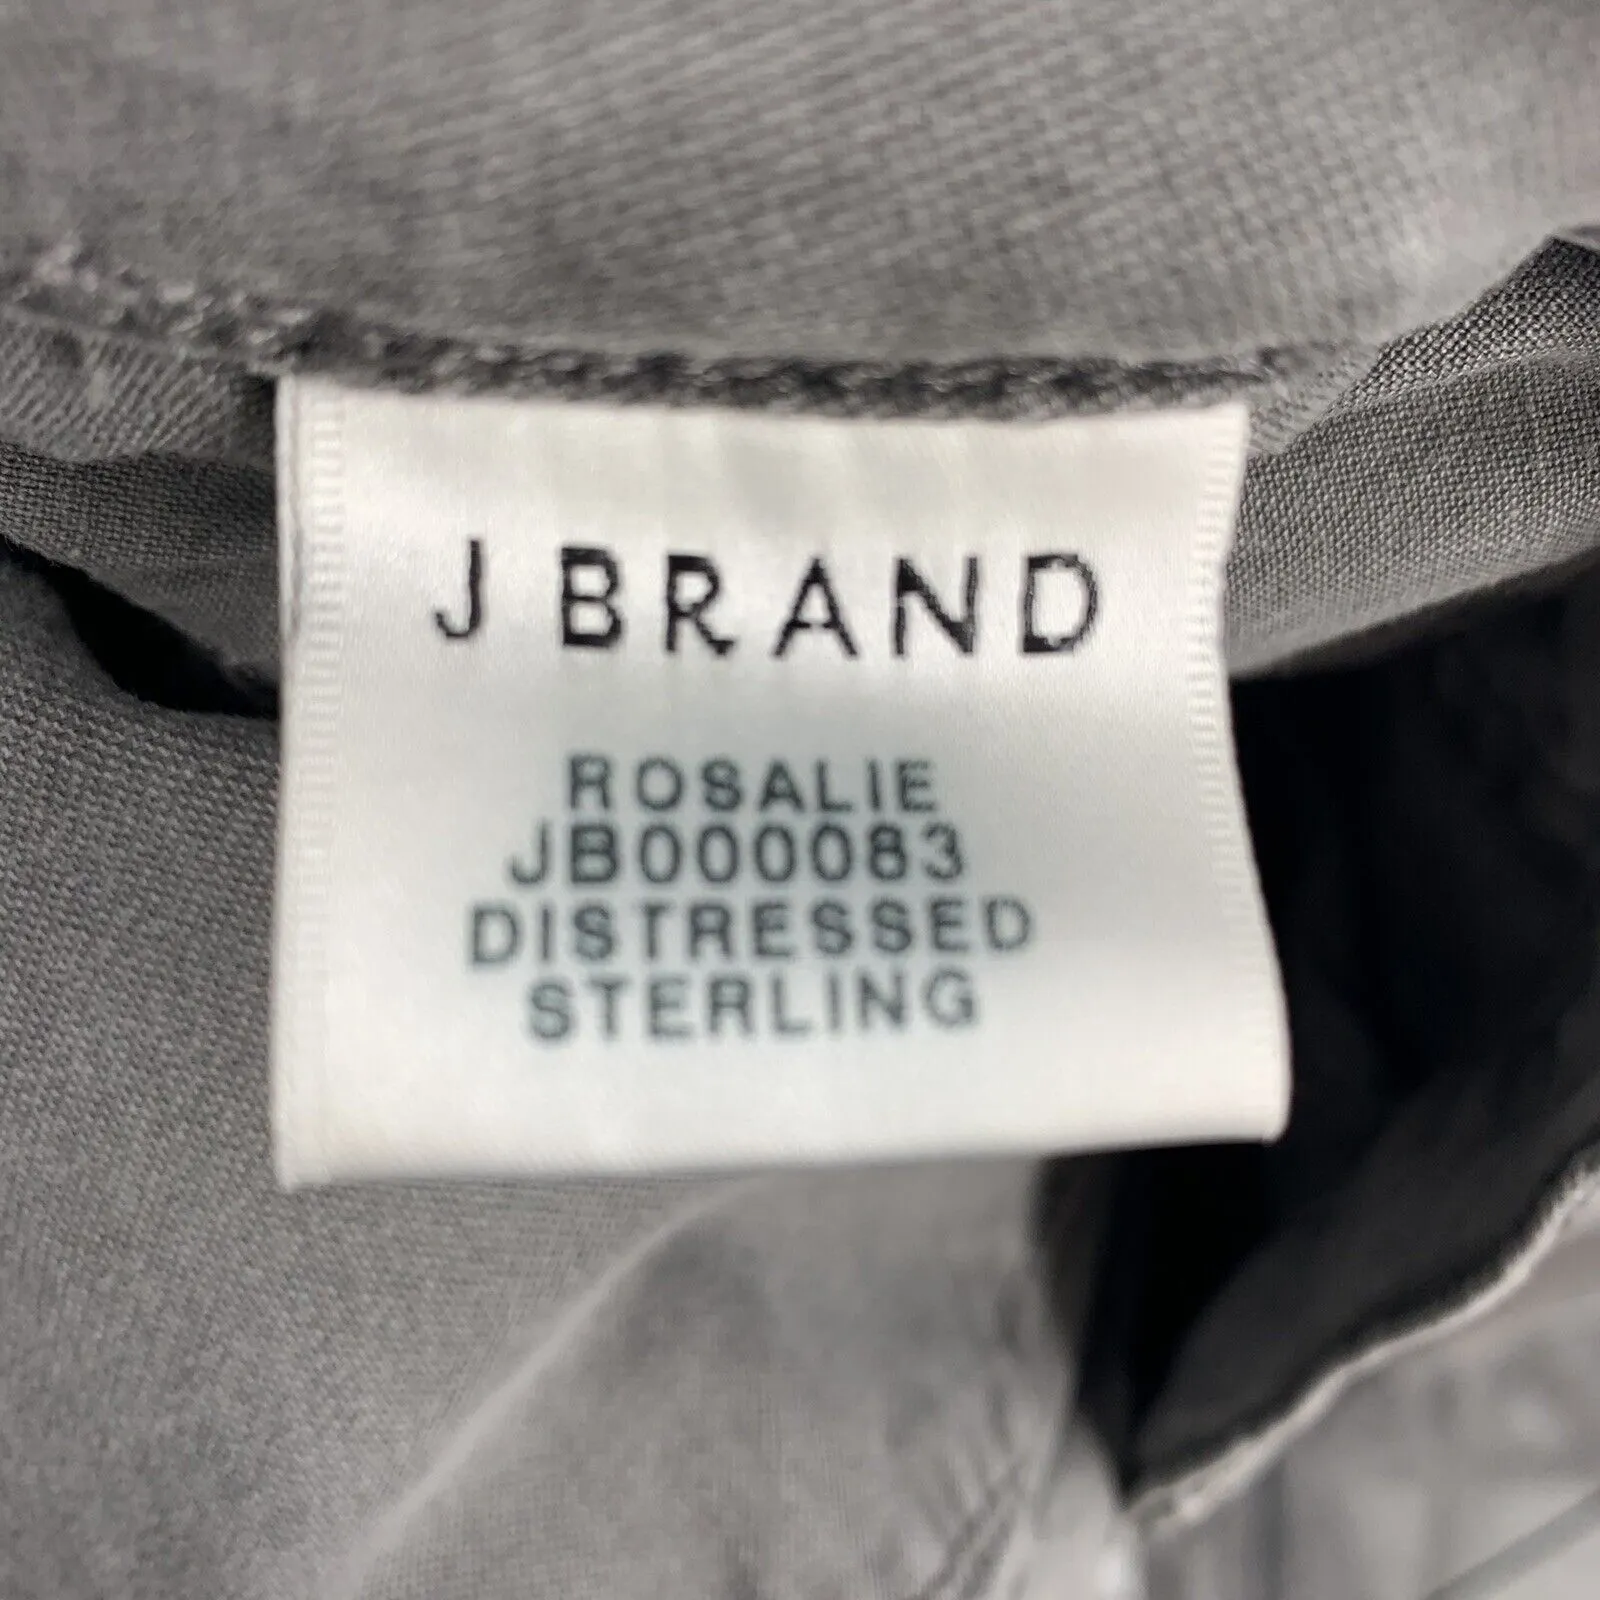 J BRAND
ROSALIE
JB000083
DISTRESSED
STERLING